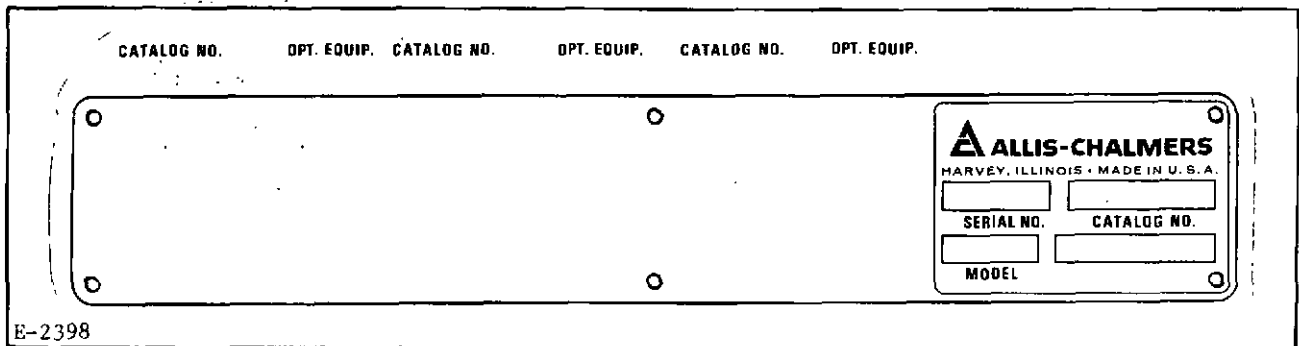 CATALOG NO. OPT. EQUIP. CATALOG NO. OPT. EQUIP. CATALOG NO. OPT. EQUIP.
ALLIS-CHALMERS
HARVEY, ILLINOIS • MADE IN U.S.A.
SERIAL NO. CATALOG NO.
MODEL
E-2398